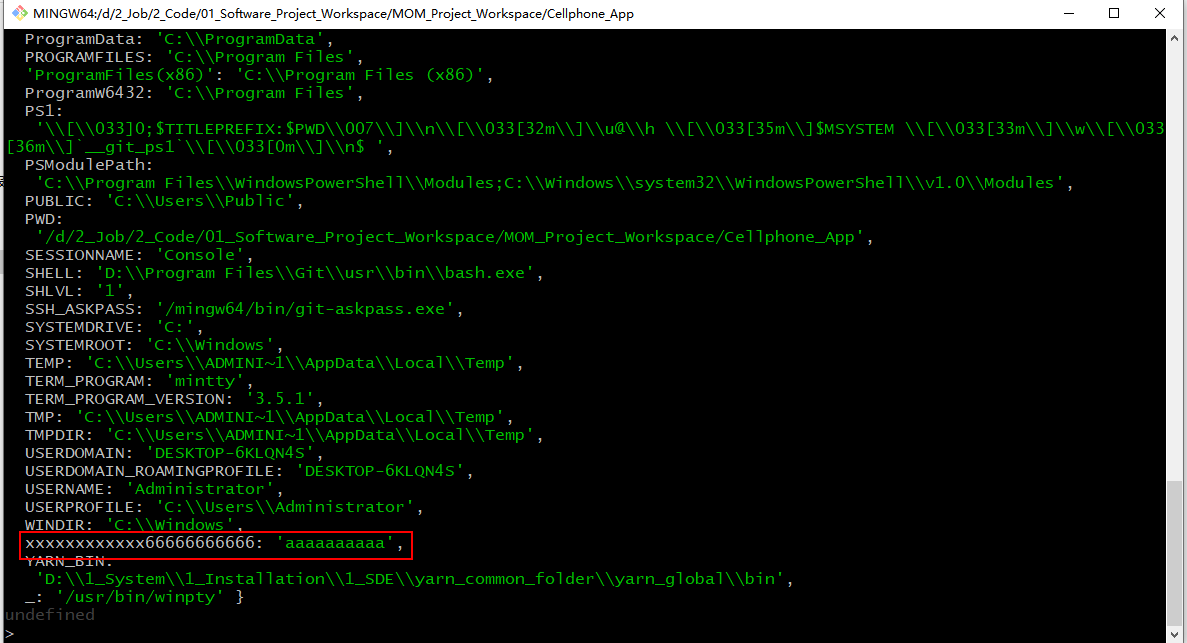 MINGW64:/d/2_Job/2_Code/01_Software_Project_Workspace/MOM_Project_Workspace/Cellphone_App
ProgramData: 'C:\\ProgramData',
PROGRAMFILES: 'C:\\Program Files',
'ProgramFiles(x86)': 'C:\\Program Files (x86)',
ProgramW6432: 'C:\\Program Files',
PS1:
'\\[\\033]0;$TITLEPREFIX:$PWD\\007\\]\\n\\[\\033[32m\\]\\u@\\h \\[\\033[35m\\]$MSYSTEM \\[\\033[33m\\]\\w\\[\\033
[36m\\]`__git_ps1`\\[\\033[0m\\]\\n$ ',
PSModulePath:
'C:\\Program Files\\WindowsPowerShell\\Modules;C:\\Windows\\system32\\WindowsPowerShell\\v1.0\\Modules',
PUBLIC: 'C:\\Users\\Public',
PWD:
'/d/2_Job/2_Code/01_Software_Project_Workspace/MOM_Project_Workspace/Cellphone_App',
SESSIONNAME: 'Console',
SHELL: 'D:\\Program Files\\Git\\usr\\bin\\bash.exe',
SHLVL: '1',
SSH_ASKPASS: '/mingw64/bin/git-askpass.exe',
SYSTEMDRIVE: 'C:',
SYSTEMROOT: 'C:\\Windows',
TEMP: 'C:\\Users\\ADMINI~1\\AppData\\Local\\Temp',
TERM_PROGRAM: 'mintty',
TERM_PROGRAM_VERSION: '3.5.1',
TMP: 'C:\\Users\\ADMINI~1\\AppData\\Local\\Temp',
TMPDIR: 'C:\\Users\\ADMINI~1\\AppData\\Local\\Temp',
USERDOMAIN: 'DESKTOP-6KLQN4S',
USERDOMAIN_ROAMINGPROFILE: 'DESKTOP-6KLQN4S',
USERNAME: 'Administrator',
USERPROFILE: 'C:\\Users\\Administrator',
WINDIR: 'C:\\Windows',
xxxxxxxxxxxx66666666666: 'aaaaaaaaaa',
YARN_BIN:
'D:\\1_System\\1_Installation\\1_SDE\\yarn_common_folder\\yarn_global\\bin',
_: '/usr/bin/winpty' }
undefined
>